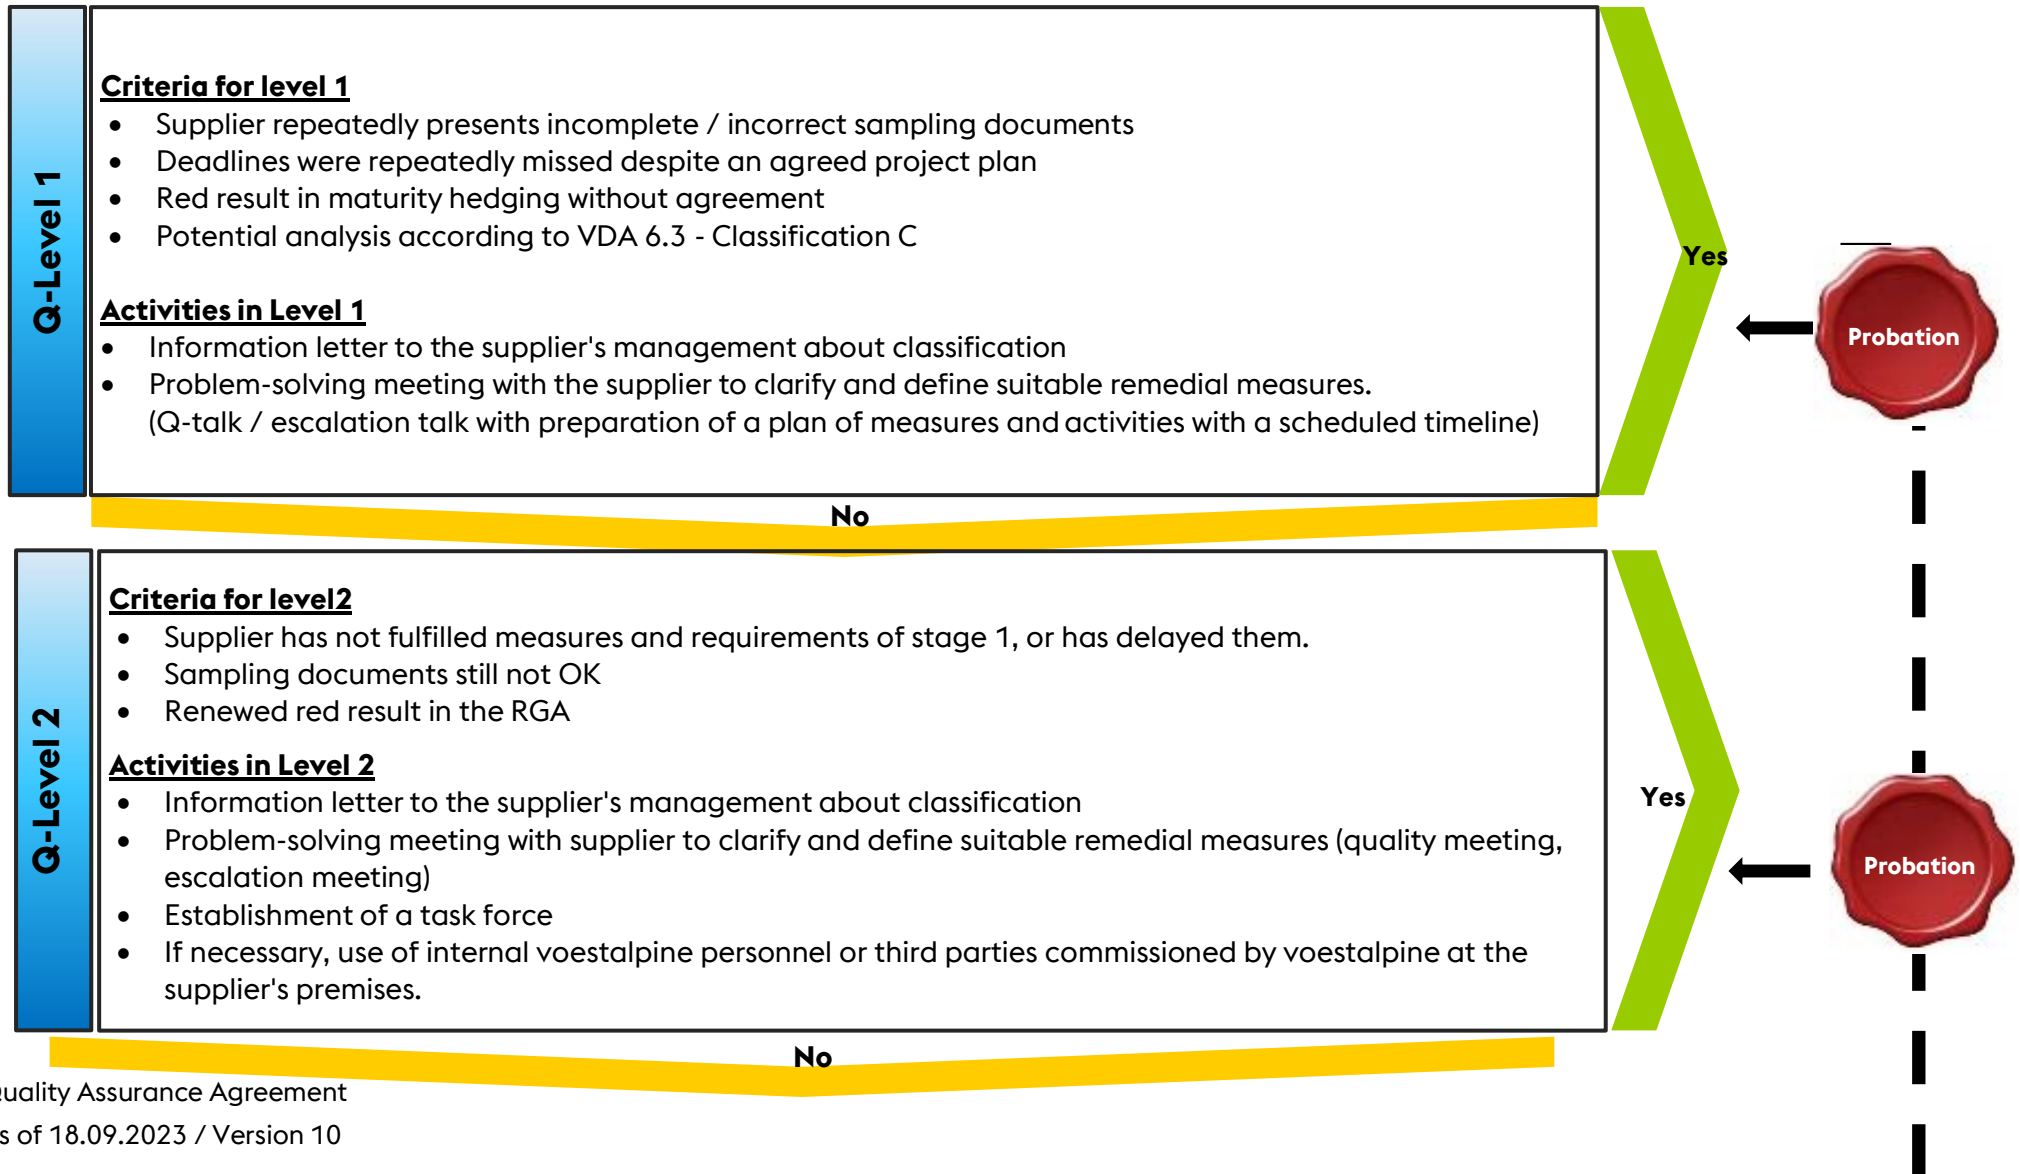 Q-Level 1
Criteria for level 1
• Supplier repeatedly presents incomplete / incorrect sampling documents
• Deadlines were repeatedly missed despite an agreed project plan
• Red result in maturity hedging without agreement
• Potential analysis according to VDA 6.3 - Classification C
Activities in Level 1
• Information letter to the supplier's management about classification
• Problem-solving meeting with the supplier to clarify and define suitable remedial measures.
(Q-talk / escalation talk with preparation of a plan of measures and activities with a scheduled timeline)
Yes
Probation
No
Q-Level 2
Criteria for level2
• Supplier has not fulfilled measures and requirements of stage 1, or has delayed them.
• Sampling documents still not OK
• Renewed red result in the RGA
Activities in Level 2
• Information letter to the supplier's management about classification
• Problem-solving meeting with supplier to clarify and define suitable remedial measures (quality meeting,
escalation meeting)
• Establishment of a task force
• If necessary, use of internal voestalpine personnel or third parties commissioned by voestalpine at the
supplier's premises.
Yes
Probation
No
uality Assurance Agreement
s of 18.09.2023 / Version 10